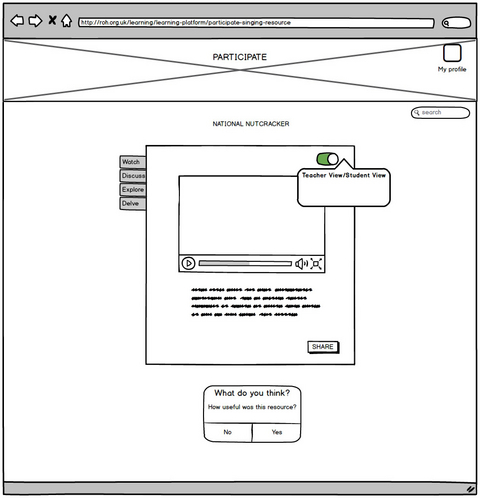 http://roh.org.uk/learning/learning-platform/participate-singing-resource
PARTICIPATE
My profile
search
NATIONAL NUTCRACKER
Watch
Discuss
Explore
Delve
Teacher View/Student View
SHARE
What do you think?
How useful was this resource?
No
Yes